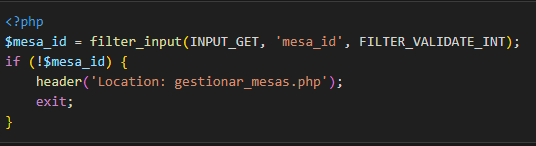 <?php
$mesa_id = filter_input(INPUT_GET, 'mesa_id', FILTER_VALIDATE_INT);
if (!$mesa_id) {
    header('Location: gestionar_mesas.php');
    exit;
}